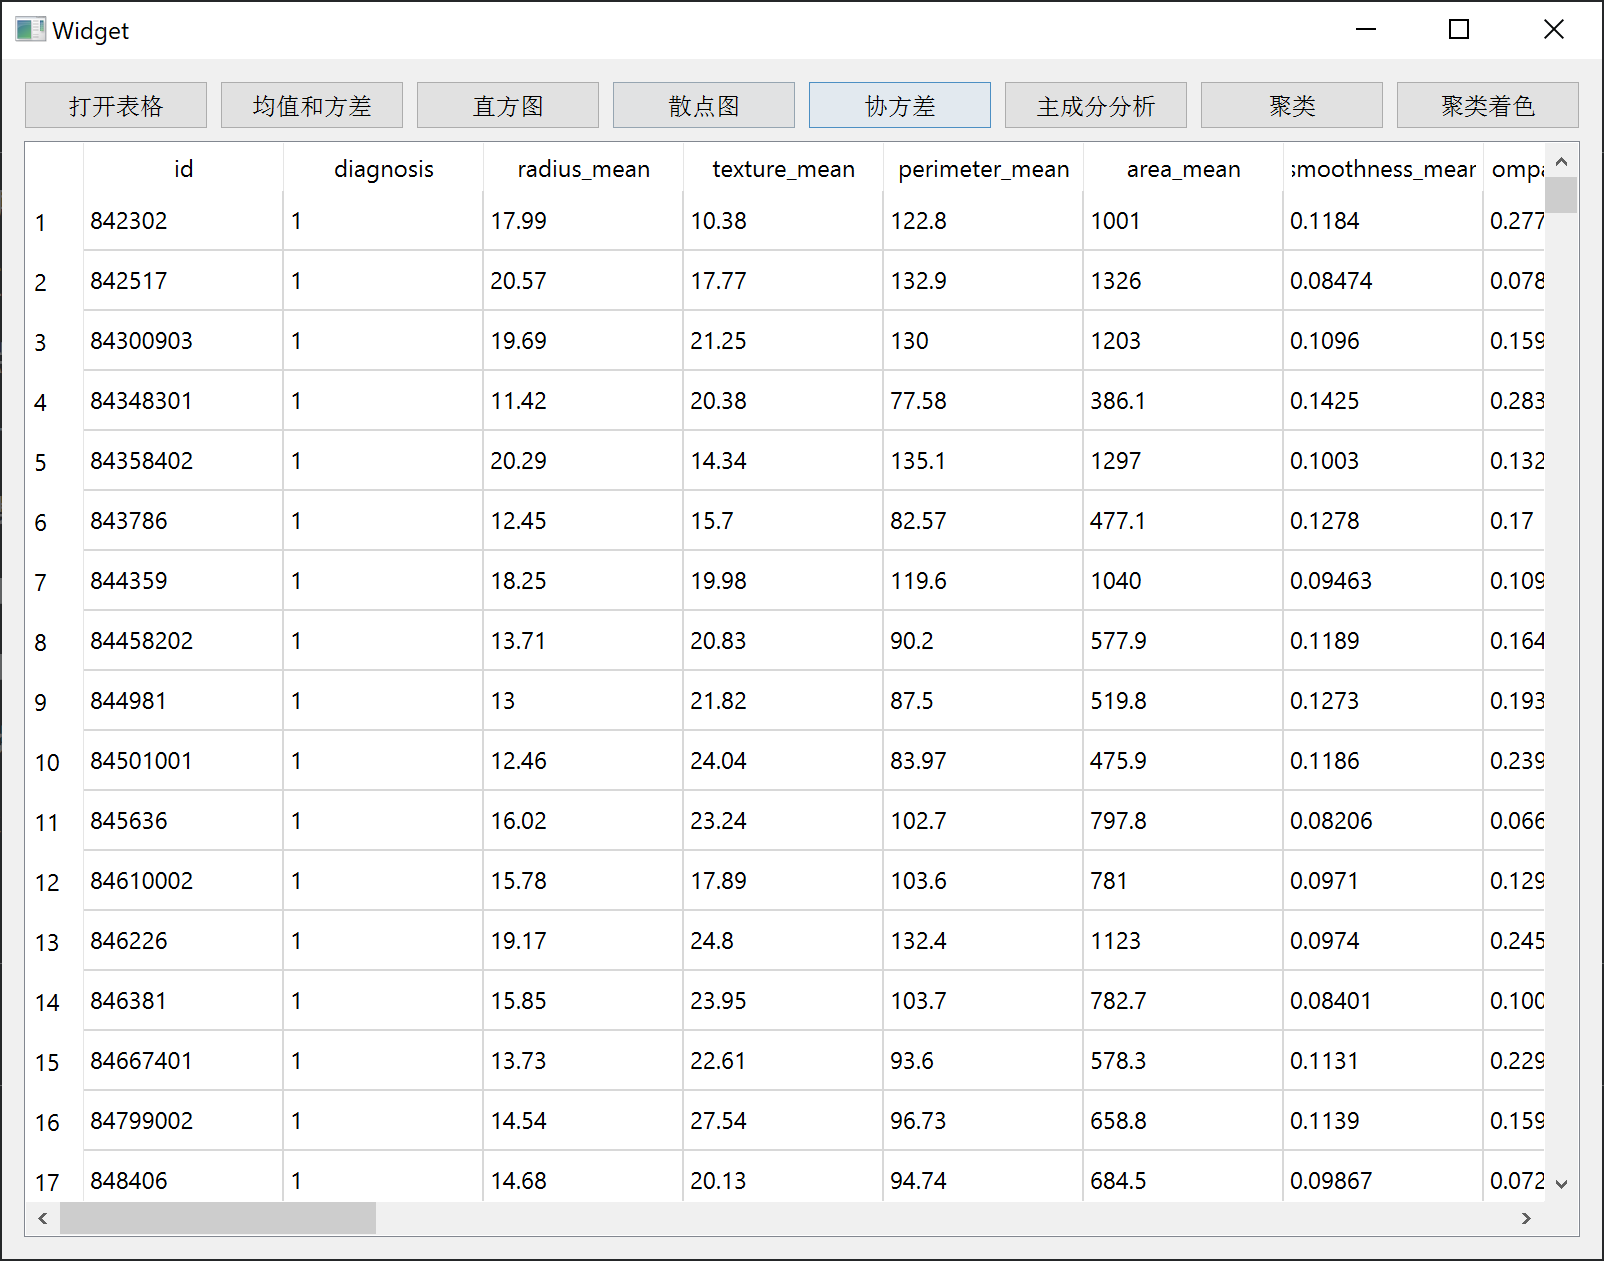 Widget
打开表格 均值和方差 直方图 散点图 协方差 主成分分析 聚类 聚类着色
id diagnosis radius_mean texture_mean perimeter_mean area_mean smoothness_mear ompa
1 842302 1 17.99 10.38 122.8 1001 0.1184 0.277
2 842517 1 20.57 17.77 132.9 1326 0.08474 0.078
3 84300903 1 19.69 21.25 130 1203 0.1096 0.159
4 84348301 1 11.42 20.38 77.58 386.1 0.1425 0.283
5 84358402 1 20.29 14.34 135.1 1297 0.1003 0.132
6 843786 1 12.45 15.7 82.57 477.1 0.1278 0.17
7 844359 1 18.25 19.98 119.6 1040 0.09463 0.109
8 84458202 1 13.71 20.83 90.2 577.9 0.1189 0.164
9 844981 1 13 21.82 87.5 519.8 0.1273 0.193
10 84501001 1 12.46 24.04 83.97 475.9 0.1186 0.239
11 845636 1 16.02 23.24 102.7 797.8 0.08206 0.066
12 84610002 1 15.78 17.89 103.6 781 0.0971 0.129
13 846226 1 19.17 24.8 132.4 1123 0.0974 0.245
14 846381 1 15.85 23.95 103.7 782.7 0.08401 0.100
15 84667401 1 13.73 22.61 93.6 578.3 0.1131 0.229
16 84799002 1 14.54 27.54 96.73 658.8 0.1139 0.159
17 848406 1 14.68 20.13 94.74 684.5 0.09867 0.072